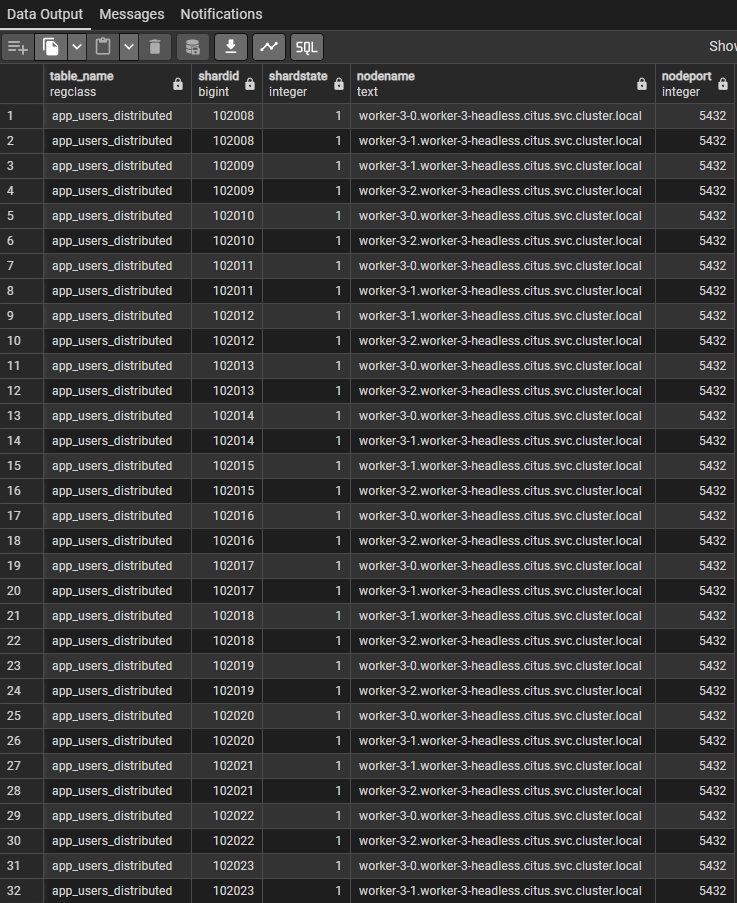 Data Output Messages Notifications
SQL Shov
table_name shardid shardstate nodename nodeport
regclass bigint integer text integer
1 app_users_distributed 102008 1 worker-3-0.worker-3-headless.citus.svc.cluster.local 5432
2 app_users_distributed 102008 1 worker-3-1.worker-3-headless.citus.svc.cluster.local 5432
3 app_users_distributed 102009 1 worker-3-1.worker-3-headless.citus.svc.cluster.local 5432
4 app_users_distributed 102009 1 worker-3-2.worker-3-headless.citus.svc.cluster.local 5432
5 app_users_distributed 102010 1 worker-3-0.worker-3-headless.citus.svc.cluster.local 5432
6 app_users_distributed 102010 1 worker-3-2.worker-3-headless.citus.svc.cluster.local 5432
7 app_users_distributed 102011 1 worker-3-0.worker-3-headless.citus.svc.cluster.local 5432
8 app_users_distributed 102011 1 worker-3-1.worker-3-headless.citus.svc.cluster.local 5432
9 app_users_distributed 102012 1 worker-3-1.worker-3-headless.citus.svc.cluster.local 5432
10 app_users_distributed 102012 1 worker-3-2.worker-3-headless.citus.svc.cluster.local 5432
11 app_users_distributed 102013 1 worker-3-0.worker-3-headless.citus.svc.cluster.local 5432
12 app_users_distributed 102013 1 worker-3-2.worker-3-headless.citus.svc.cluster.local 5432
13 app_users_distributed 102014 1 worker-3-0.worker-3-headless.citus.svc.cluster.local 5432
14 app_users_distributed 102014 1 worker-3-1.worker-3-headless.citus.svc.cluster.local 5432
15 app_users_distributed 102015 1 worker-3-1.worker-3-headless.citus.svc.cluster.local 5432
16 app_users_distributed 102015 1 worker-3-2.worker-3-headless.citus.svc.cluster.local 5432
17 app_users_distributed 102016 1 worker-3-0.worker-3-headless.citus.svc.cluster.local 5432
18 app_users_distributed 102016 1 worker-3-2.worker-3-headless.citus.svc.cluster.local 5432
19 app_users_distributed 102017 1 worker-3-0.worker-3-headless.citus.svc.cluster.local 5432
20 app_users_distributed 102017 1 worker-3-1.worker-3-headless.citus.svc.cluster.local 5432
21 app_users_distributed 102018 1 worker-3-1.worker-3-headless.citus.svc.cluster.local 5432
22 app_users_distributed 102018 1 worker-3-2.worker-3-headless.citus.svc.cluster.local 5432
23 app_users_distributed 102019 1 worker-3-0.worker-3-headless.citus.svc.cluster.local 5432
24 app_users_distributed 102019 1 worker-3-2.worker-3-headless.citus.svc.cluster.local 5432
25 app_users_distributed 102020 1 worker-3-0.worker-3-headless.citus.svc.cluster.local 5432
26 app_users_distributed 102020 1 worker-3-1.worker-3-headless.citus.svc.cluster.local 5432
27 app_users_distributed 102021 1 worker-3-1.worker-3-headless.citus.svc.cluster.local 5432
28 app_users_distributed 102021 1 worker-3-2.worker-3-headless.citus.svc.cluster.local 5432
29 app_users_distributed 102022 1 worker-3-0.worker-3-headless.citus.svc.cluster.local 5432
30 app_users_distributed 102022 1 worker-3-2.worker-3-headless.citus.svc.cluster.local 5432
31 app_users_distributed 102023 1 worker-3-0.worker-3-headless.citus.svc.cluster.local 5432
32 app_users_distributed 102023 1 worker-3-1.worker-3-headless.citus.svc.cluster.local 5432